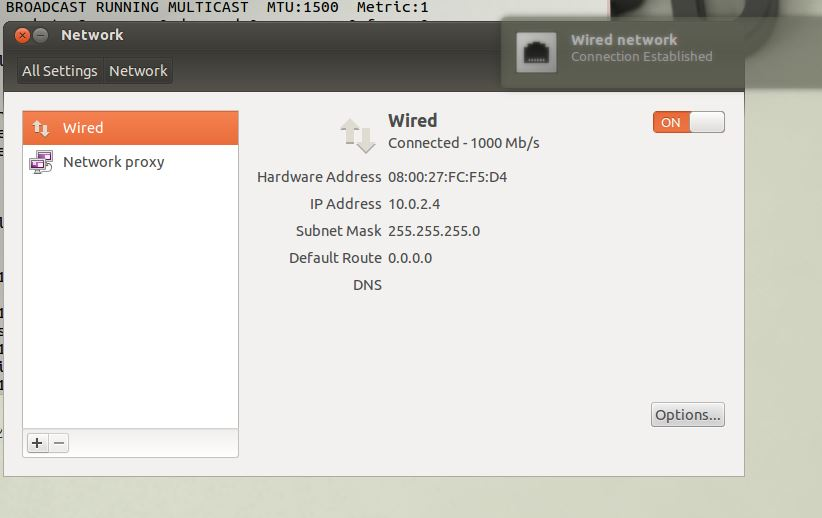 BROADCAST RUNNING MULTICAST  MTU:1500  Metric:1
Network
Wired network
Connection Established
All Settings Network
Wired
Network proxy
Wired
Connected - 1000 Mb/s
ON
Hardware Address 08:00:27:FC:F5:D4
IP Address 10.0.2.4
Subnet Mask 255.255.255.0
Default Route 0.0.0.0
DNS
Options...